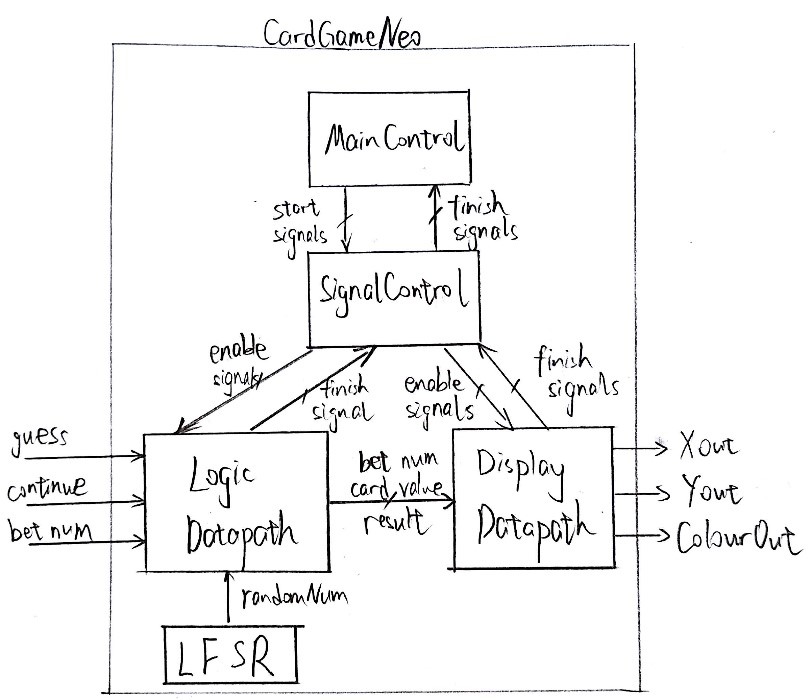 CardGameNeo
MainControl
start
signals
finish
signals
SignalControl
enable
signals
finish
signal
enable
signals
finish
signals
guess
continue
bet num
Logic
Datapath
bet num
card value
result
Display
Datapath
Xout
Yout
ColourOut
randomNum
LFSR